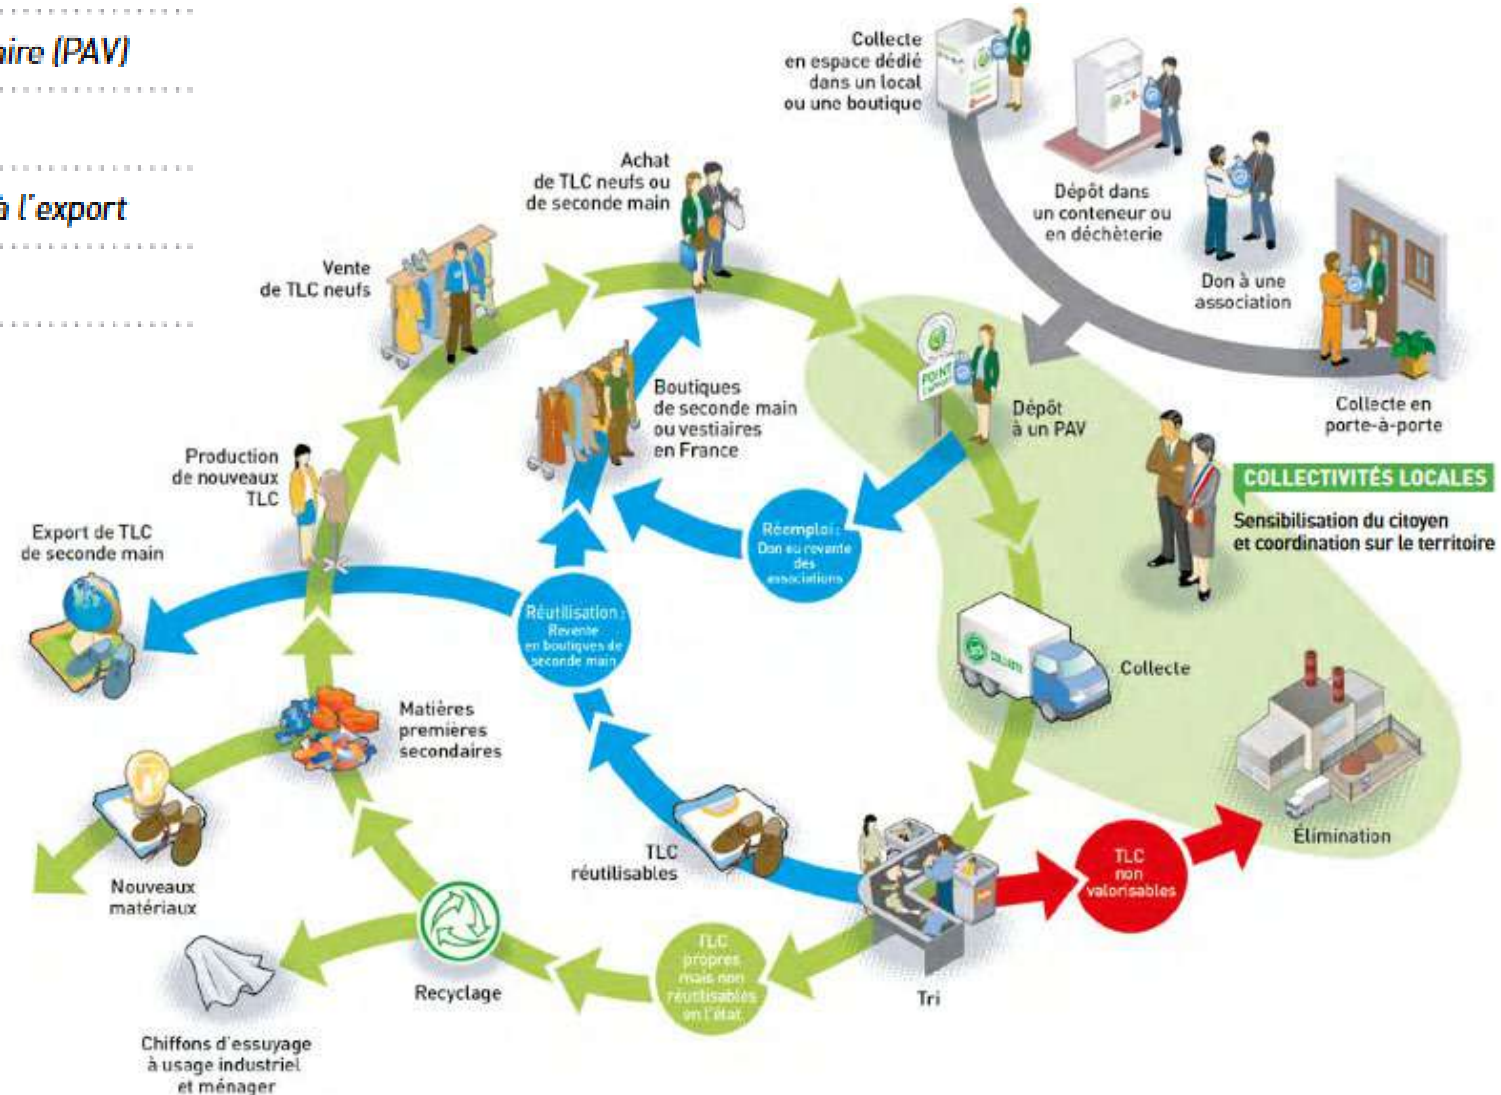 aire (PAV)
à l'export
Collecte
en espace dédié
dans un local
ou une boutique
Dépôt dans
un conteneur ou
en déchèterie
Don à une
association
Collecte en
porte-à-porte
Achat
de TLC neufs ou
de seconde main
Vente
de TLC neufs
Boutiques
de seconde main
ou vestiaires
en France
POINT
Dépôt
à un PAV
COLLECTIVITÉS LOCALES
Sensibilisation du citoyen
et coordination sur le territoire
Production
de nouveaux
TLC
Export de TLC
de seconde main
Réemploi :
Don ou revente
des
associations
Réutilisation :
Revente
en boutiques de
seconde main
COLLECTE
Collecte
Matières
premières
secondaires
Élimination
TLC
réutilisables
TLC
non
valorisables
Nouveaux
matériaux
TLC
propres
mais non
réutilisables
en l'état
Recyclage
Tri
Chiffons d'essuyage
à usage industriel
et ménager